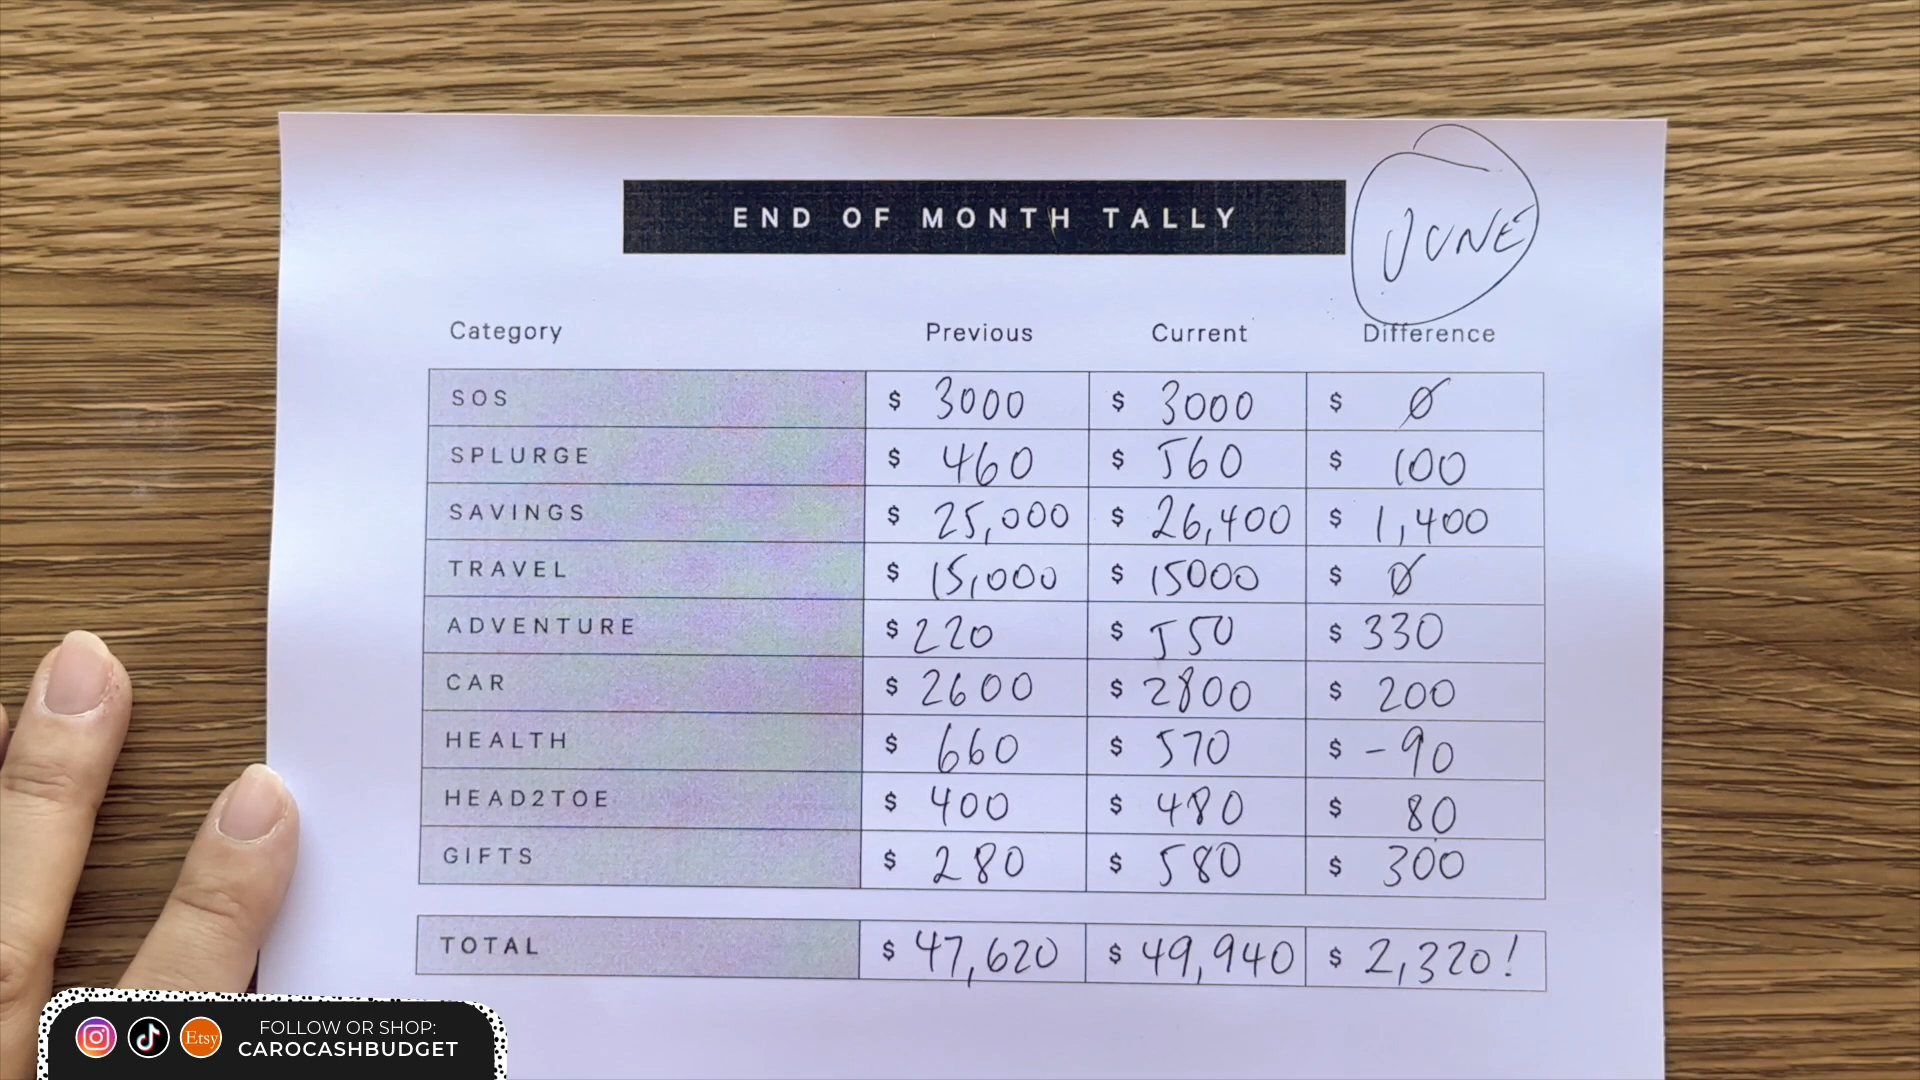 END OF MONTH TALLY
JUNE
Category Previous Current Difference
SOS $ 3000 $ 3000 $ 0
SPLURGE $ 460 $ 560 $ 100
SAVINGS $ 25,000 $ 26,400 $ 1,400
TRAVEL $ 15,000 $ 15000 $ 0
ADVENTURE $ 220 $ 550 $ 330
CAR $ 2600 $ 2800 $ 200
HEALTH $ 660 $ 570 $ -90
HEAD2TOE $ 400 $ 480 $ 80
GIFTS $ 280 $ 580 $ 300
TOTAL $ 47,620 $ 49,940 $ 2,320!
Etsy
FOLLOW OR SHOP:
CAROCASHBUDGET